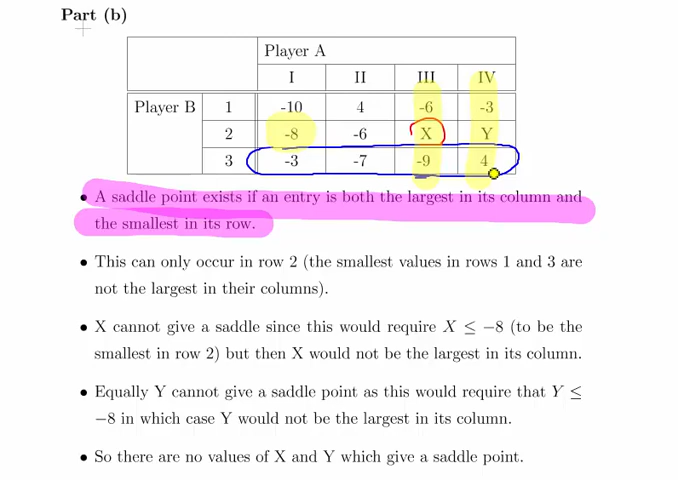 Part (b)
Player A
I II III IV
Player B 1 -10 4 -6 -3
2 -8 -6 X Y
3 -3 -7 -9 4
• A saddle point exists if an entry is both the largest in its column and
the smallest in its row.
• This can only occur in row 2 (the smallest values in rows 1 and 3 are
not the largest in their columns).
• X cannot give a saddle since this would require X ≤ −8 (to be the
smallest in row 2) but then X would not be the largest in its column.
• Equally Y cannot give a saddle point as this would require that Y ≤
−8 in which case Y would not be the largest in its column.
• So there are no values of X and Y which give a saddle point.